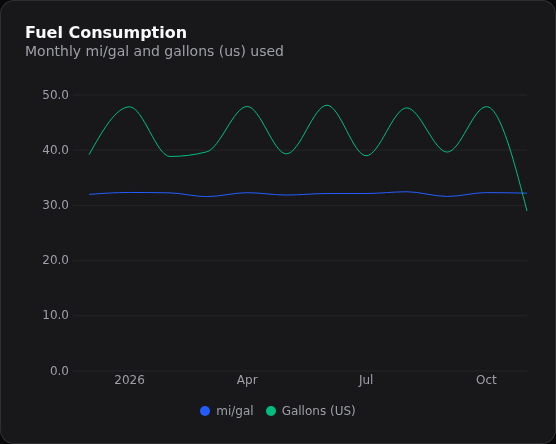 Fuel Consumption
Monthly mi/gal and gallons (us) used
50.0
40.0
30.0
20.0
10.0
0.0
2026 Apr Jul Oct
mi/gal Gallons (US)